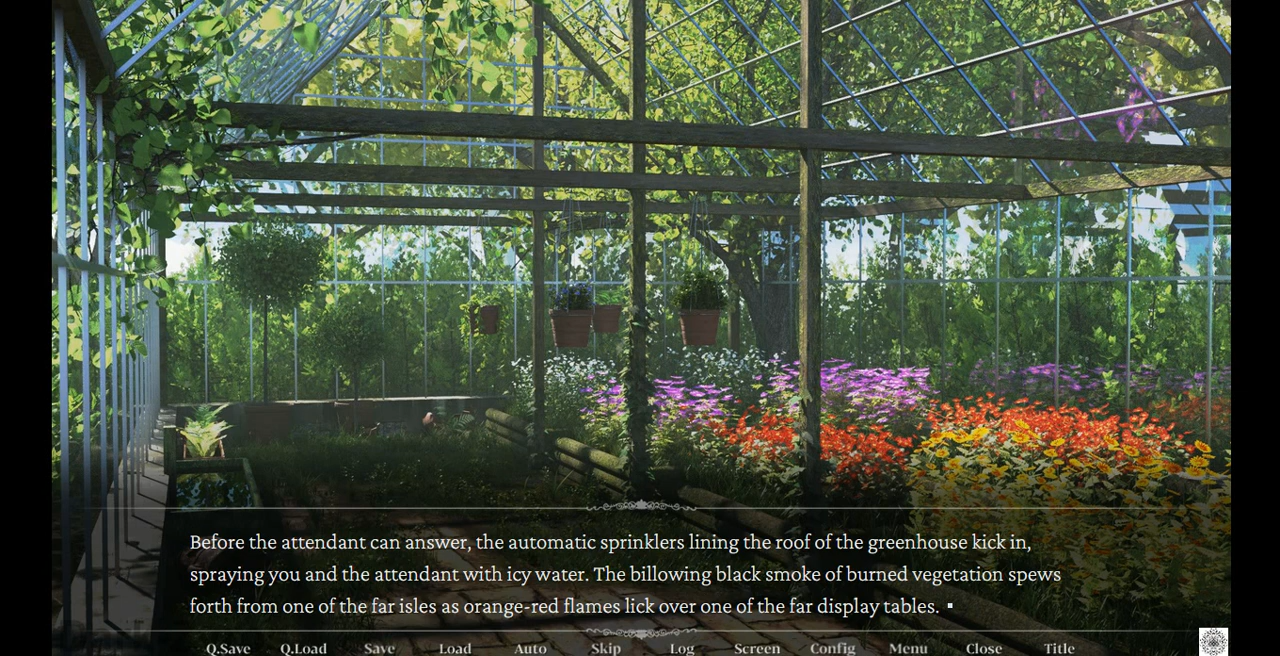 Before the attendant can answer, the automatic sprinklers lining the roof of the greenhouse kick in,
spraying you and the attendant with icy water. The billowing black smoke of burned vegetation spews
forth from one of the far isles as orange-red flames lick over one of the far display tables.
Q.Save Q.Load Save Load Auto Skip Log Screen Config Menu Close Title